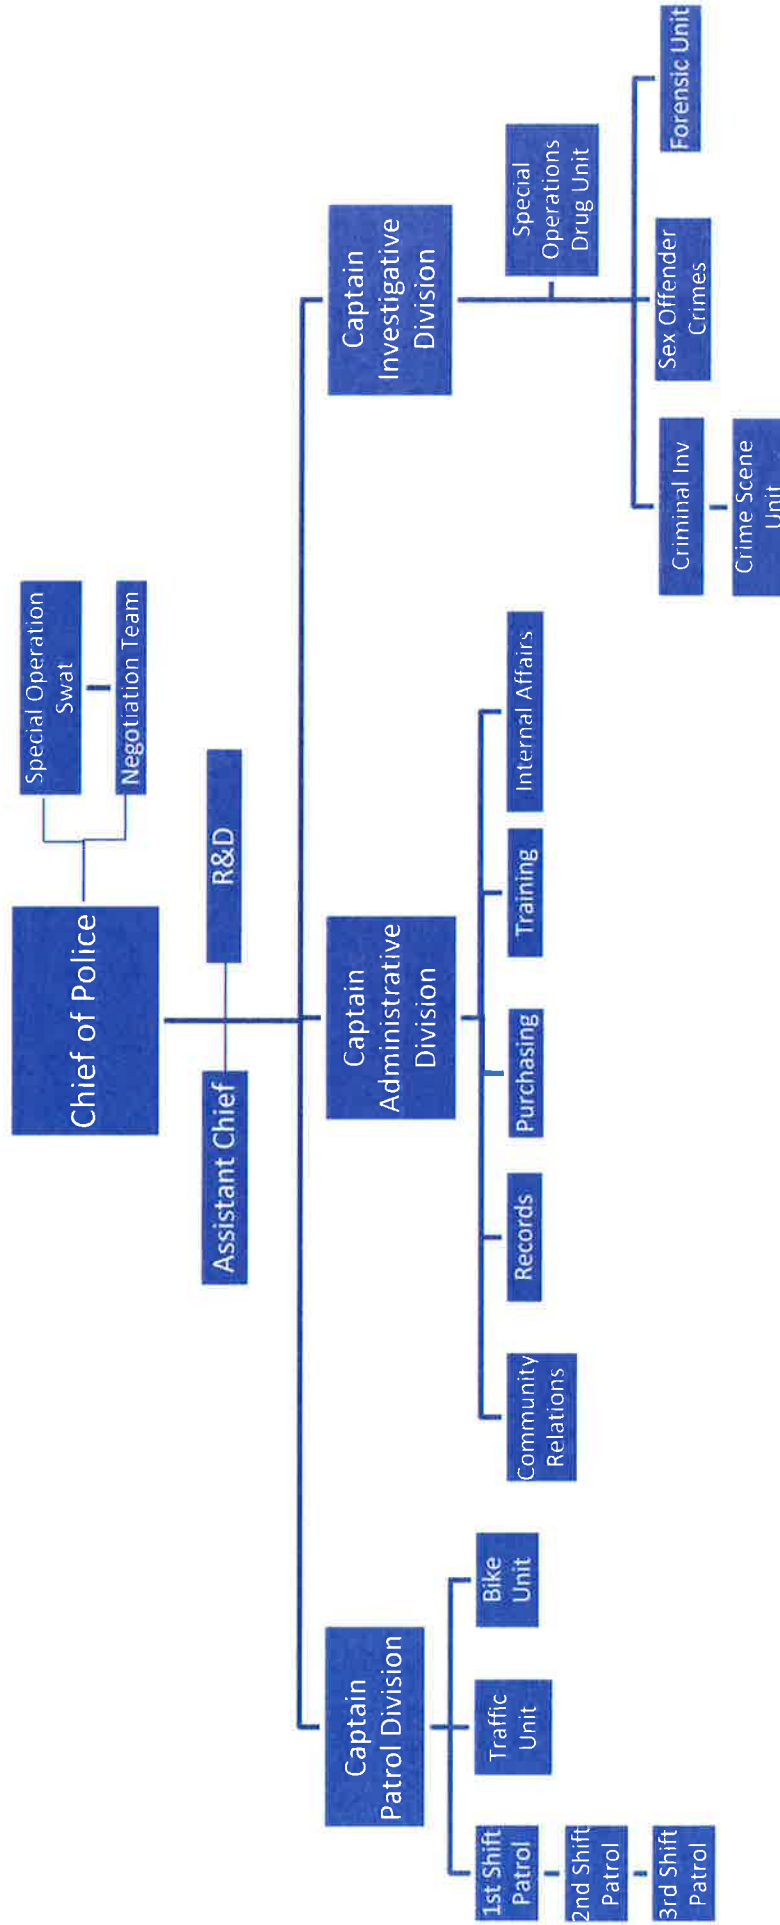 Chief of Police
Special Operation
Swat
Negotiation Team
Assistant Chief
R&D
Captain
Patrol Division
Captain
Administrative
Division
Captain
Investigative
Division
1st Shift
Patrol
2nd Shift
Patrol
3rd Shift
Patrol
Traffic
Unit
Bike
Unit
Community
Relations
Records
Purchasing
Training
Internal Affairs
Special
Operations
Drug Unit
Criminal Inv
Crime Scene
Unit
Sex Offender
Crimes
Forensic Unit